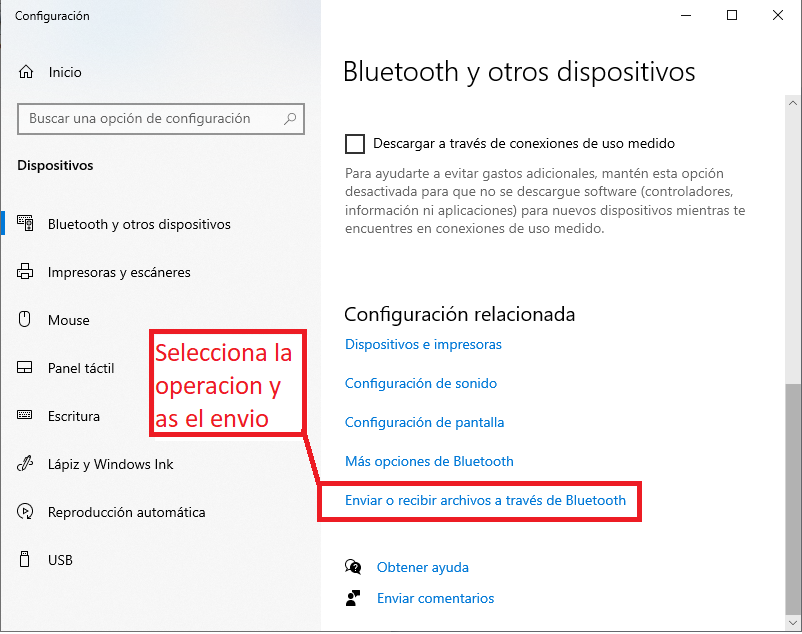 Configuración
Inicio
Buscar una opción de configuración
Dispositivos
Bluetooth y otros dispositivos
Impresoras y escáneres
Mouse
Panel táctil
Escritura
Lápiz y Windows Ink
Reproducción automática
USB
Selecciona la
operacion y
as el envio
Bluetooth y otros dispositivos
Descargar a través de conexiones de uso medido
Para ayudarte a evitar gastos adicionales, mantén esta opción
desactivada para que no se descargue software (controladores,
información ni aplicaciones) para nuevos dispositivos mientras te
encuentres en conexiones de uso medido.
Configuración relacionada
Dispositivos e impresoras
Configuración de sonido
Configuración de pantalla
Más opciones de Bluetooth
Enviar o recibir archivos a través de Bluetooth
Obtener ayuda
Enviar comentarios